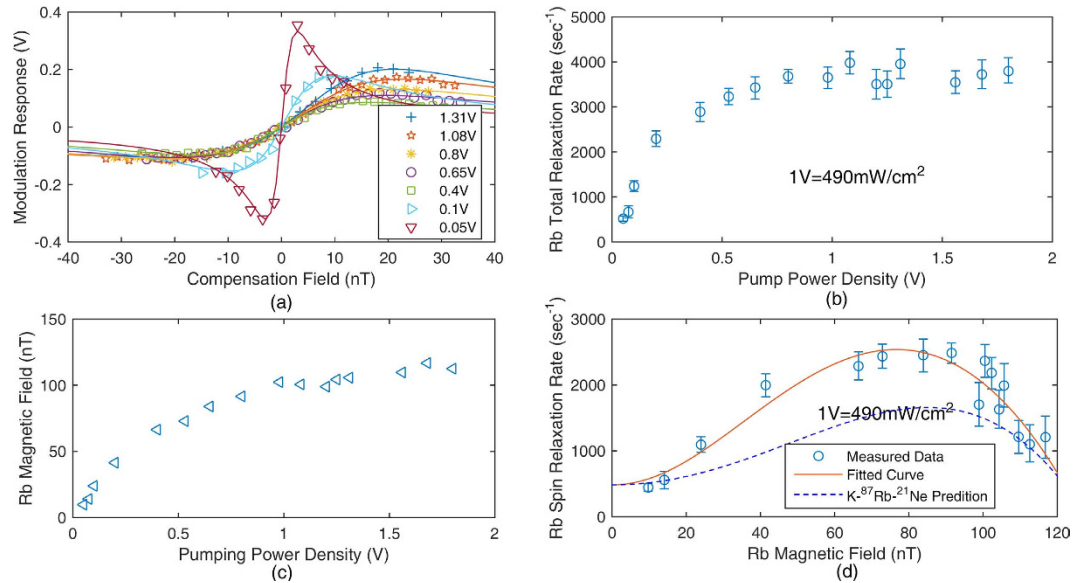 0.4
0.2
0
-0.2
-0.4
Modulation Response (V)
-40 -30 -20 -10 0 10 20 30 40
Compensation Field (nT)
(a)
1.31V
1.08V
0.8V
0.65V
0.4V
0.1V
0.05V
5000
4000
3000
2000
1000
0
Rb Total Relaxation Rate (sec-1)
1V=490mW/cm2
0 0.5 1 1.5 2
Pump Power Density (V)
(b)
150
100
50
0
Rb Magnetic Field (nT)
0 0.5 1 1.5 2
Pumping Power Density (V)
(c)
3000
2000
1000
0
Rb Spin Relaxation Rate (sec-1)
1V=490mW/cm2
Measured Data
Fitted Curve
K-87Rb-21Ne Predition
0 20 40 60 80 100 120
Rb Magnetic Field (nT)
(d)